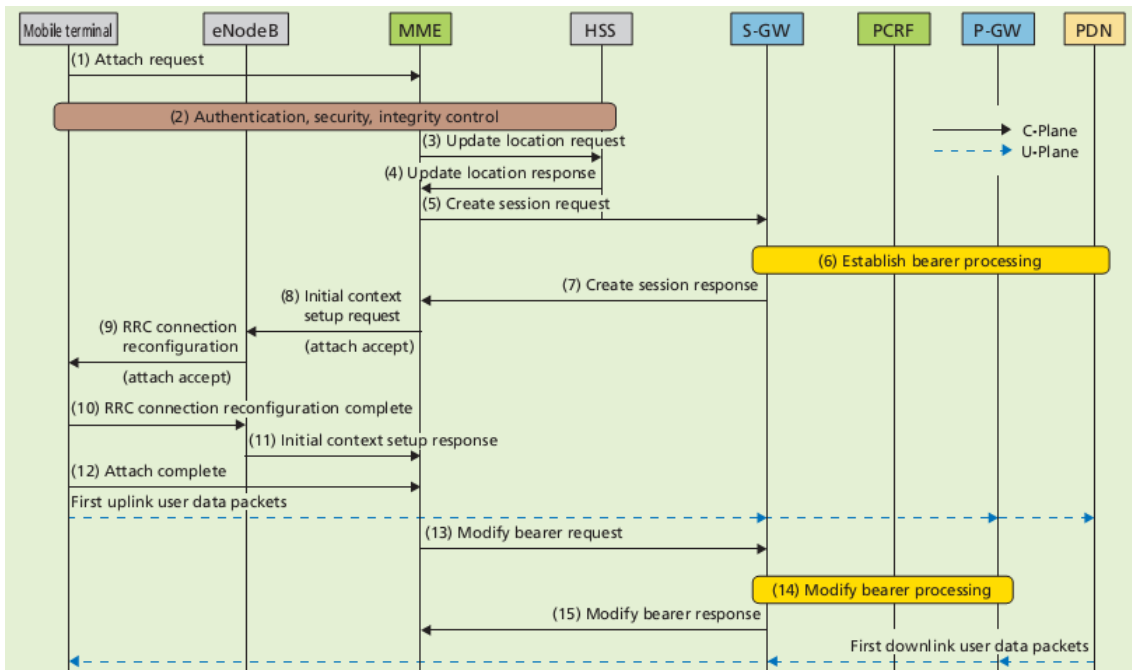 Mobile terminal
eNodeB
MME
HSS
S-GW
PCRF
P-GW
PDN
(1) Attach request
(2) Authentication, security, integrity control
C-Plane
(3) Update location request
U-Plane
(4) Update location response
(5) Create session request
(6) Establish bearer processing
(7) Create session response
(8) Initial context
setup request
(9) RRC connection
reconfiguration
(attach accept)
(attach accept)
(10) RRC connection reconfiguration complete
(11) Initial context setup response
(12) Attach complete
First uplink user data packets
(13) Modify bearer request
(14) Modify bearer processing
(15) Modify bearer response
First downlink user data packets